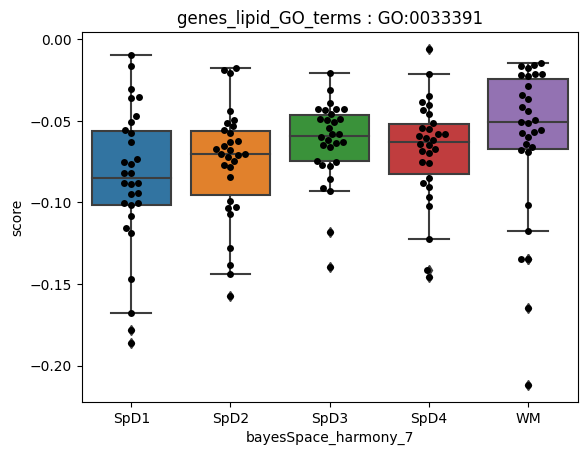 genes_lipid_GO_terms : GO:0033391
0.00
−0.05
−0.10
−0.15
−0.20
score
SpD1 SpD2 SpD3 SpD4 WM
bayesSpace_harmony_7